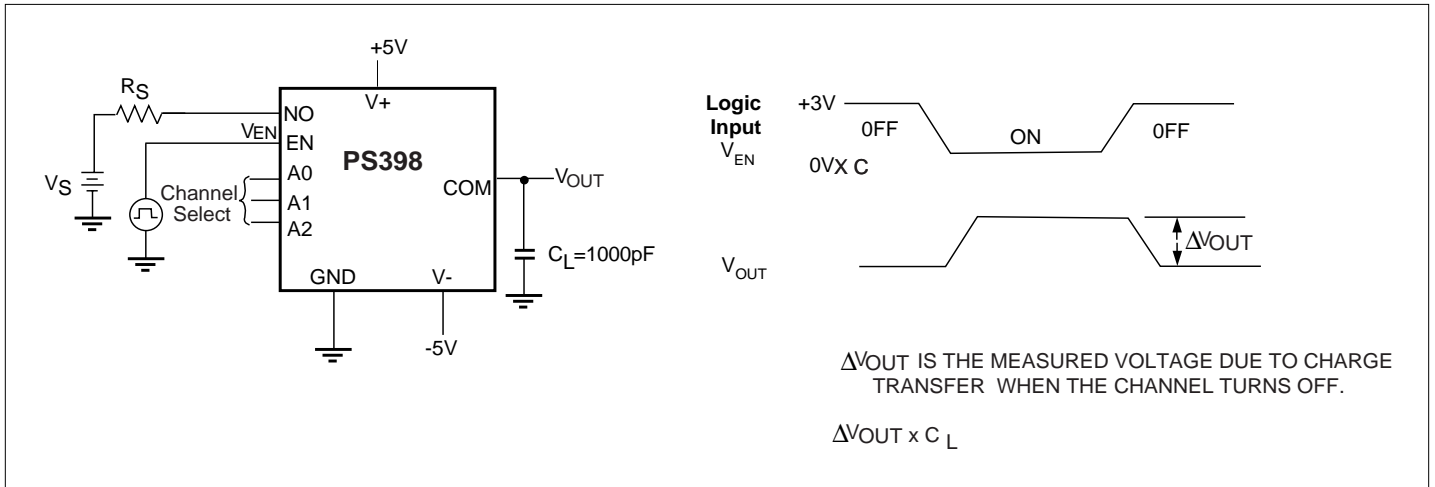 +5V
RS
NO
V+
VEN
EN
PS398
A0
VS
Channel
Select
A1
A2
COM
VOUT
CL=1000pF
GND
V-
-5V
Logic
Input
VEN
+3V
0FF
ON
0FF
0VX C
VOUT
ΔVOUT
ΔVOUT IS THE MEASURED VOLTAGE DUE TO CHARGE
TRANSFER WHEN THE CHANNEL TURNS OFF.
ΔVOUT x CL